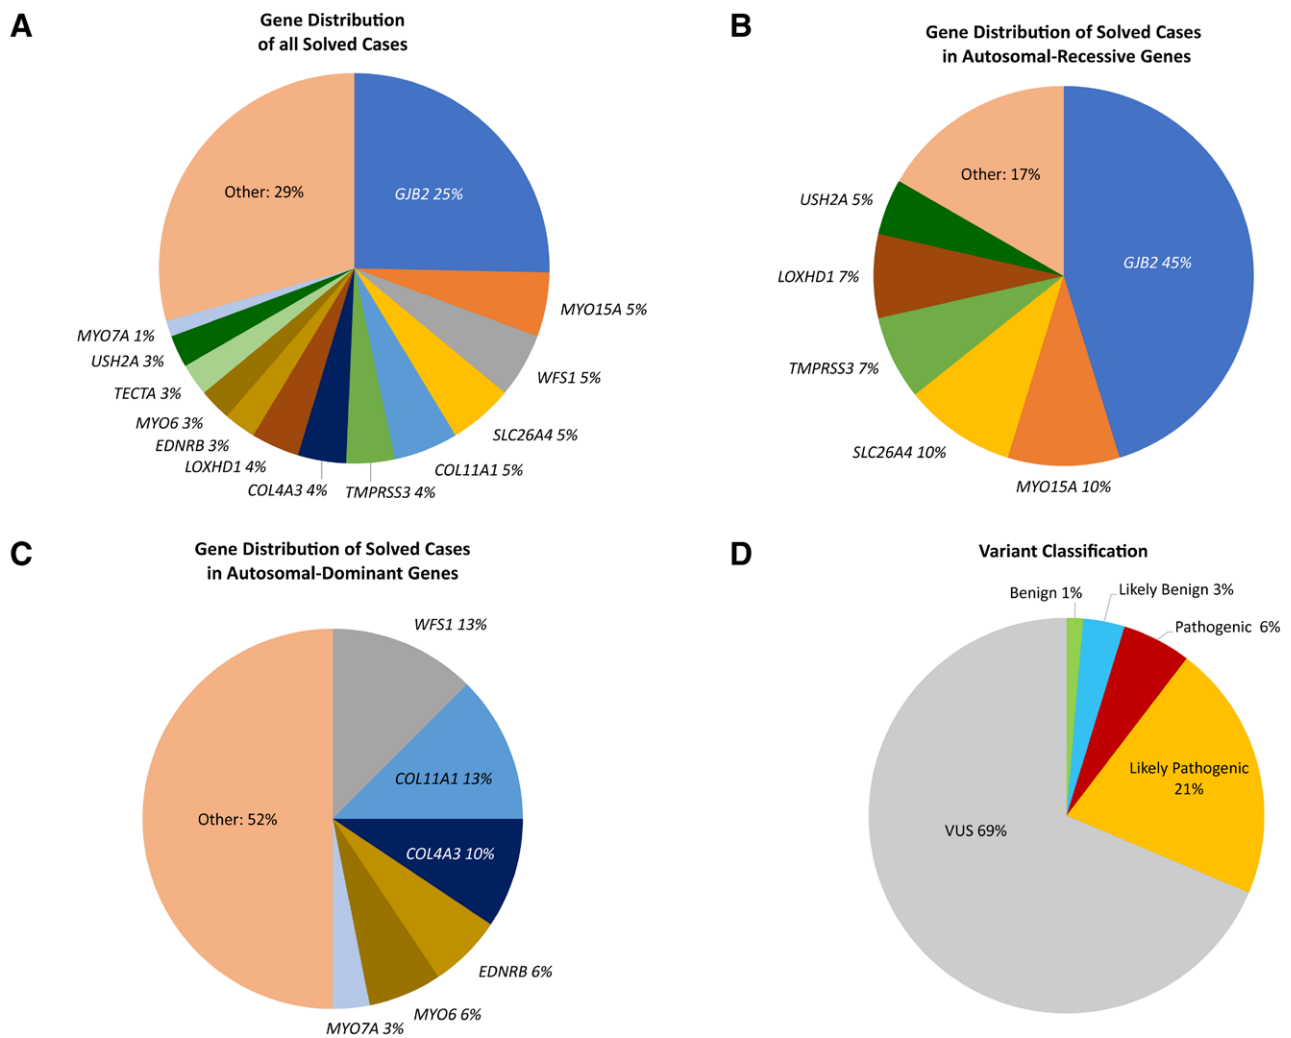 A
Gene Distribution
of all Solved Cases
Other: 29%
GJB2 25%
MYO15A 5%
WFS1 5%
SLC26A4 5%
COL11A1 5%
TMPRSS3 4%
COL4A3 4%
LOXHD1 4%
EDNRB 3%
MYO6 3%
TECTA 3%
USH2A 3%
MYO7A 1%
B
Gene Distribution of Solved Cases
in Autosomal-Recessive Genes
Other: 17%
GJB2 45%
USH2A 5%
LOXHD1 7%
TMPRSS3 7%
SLC26A4 10%
MYO15A 10%
C
Gene Distribution of Solved Cases
in Autosomal-Dominant Genes
WFS1 13%
COL11A1 13%
Other: 52%
COL4A3 10%
EDNRB 6%
MYO6 6%
MYO7A 3%
D
Variant Classification
Benign 1%
Likely Benign 3%
Pathogenic 6%
Likely Pathogenic
21%
VUS 69%